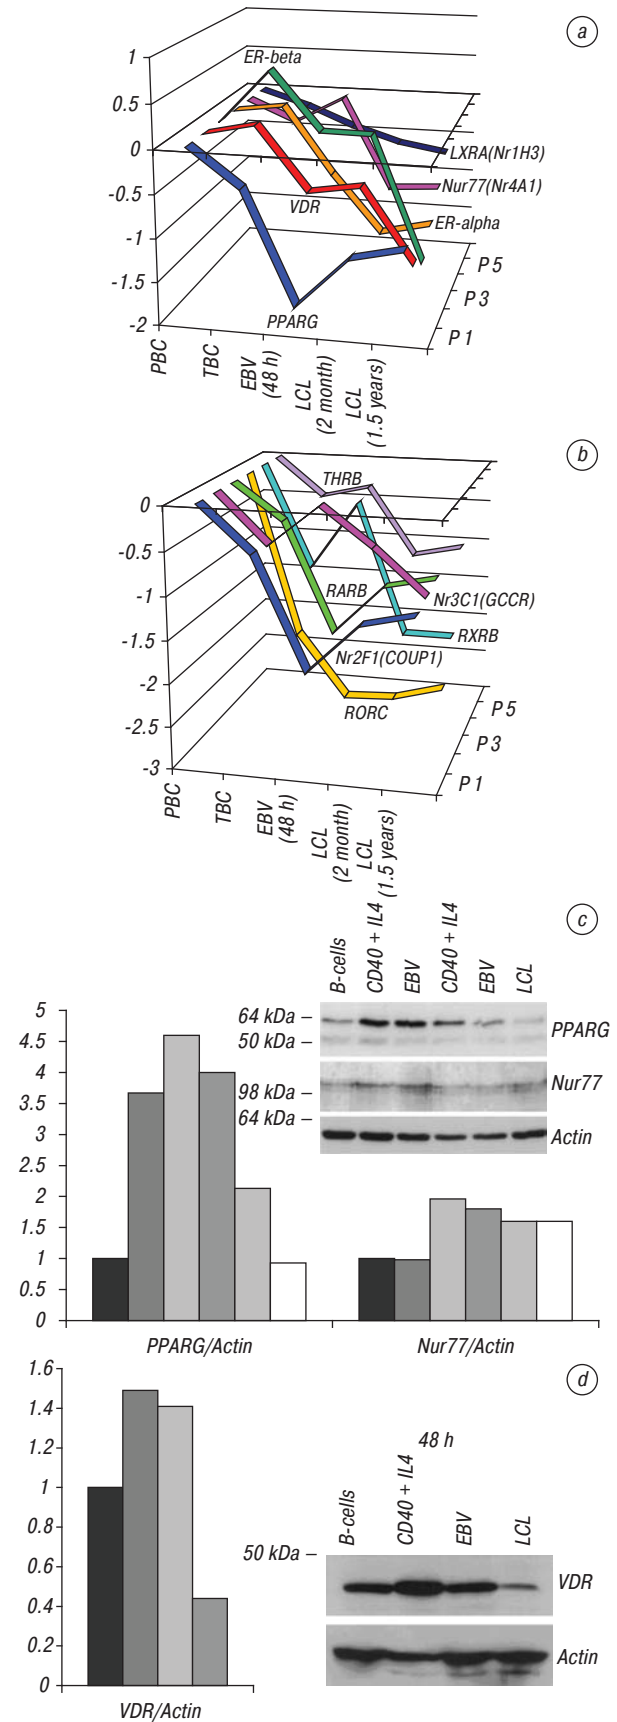 a
1
0.5
0
-0.5
-1
-1.5
-2
ER-beta
LXRA(Nr1H3)
Nur77(Nr4A1)
VDR
ER-alpha
PPARG
P 5
P 3
P 1
PBC
TBC
EBV
(48 h)
LCL
(2 month)
LCL
(1.5 years)
b
0
-0.5
-1
-1.5
-2
-2.5
-3
THRB
RARB
Nr3C1(GCCR)
RXRB
Nr2F1(COUP1)
RORC
P 5
P 3
P 1
PBC
TBC
EBV
(48 h)
LCL
(2 month)
LCL
(1.5 years)
c
B-cells
CD40 + IL4
EBV
CD40 + IL4
EBV
LCL
64 kDa
50 kDa
PPARG
98 kDa
Nur77
64 kDa
Actin
5
4.5
4
3.5
3
2.5
2
1.5
1
0.5
0
PPARG/Actin
Nur77/Actin
d
1.6
1.4
1.2
1
0.8
0.6
0.4
0.2
0
VDR/Actin
48 h
B-cells
CD40 + IL4
EBV
LCL
50 kDa
VDR
Actin